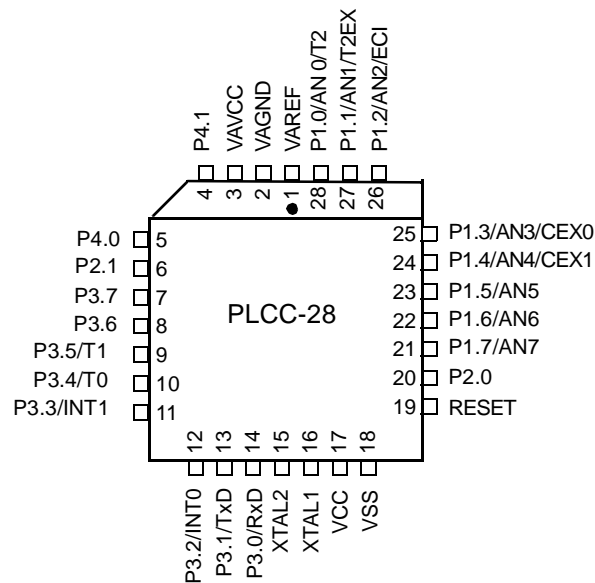 P4.1
VAVCC
VAGND
VAREF
P1.0/AN 0/T2
P1.1/AN1/T2EX
P1.2/AN2/ECI
4
3
2
1
28
27
26
P4.0
5
P2.1
6
P3.7
7
P3.6
8
P3.5/T1
9
P3.4/T0
10
P3.3/INT1
11
PLCC-28
25
P1.3/AN3/CEX0
24
P1.4/AN4/CEX1
23
P1.5/AN5
22
P1.6/AN6
21
P1.7/AN7
20
P2.0
19
RESET
12
13
14
15
16
17
18
P3.2/INT0
P3.1/TxD
P3.0/RxD
XTAL2
XTAL1
VCC
VSS